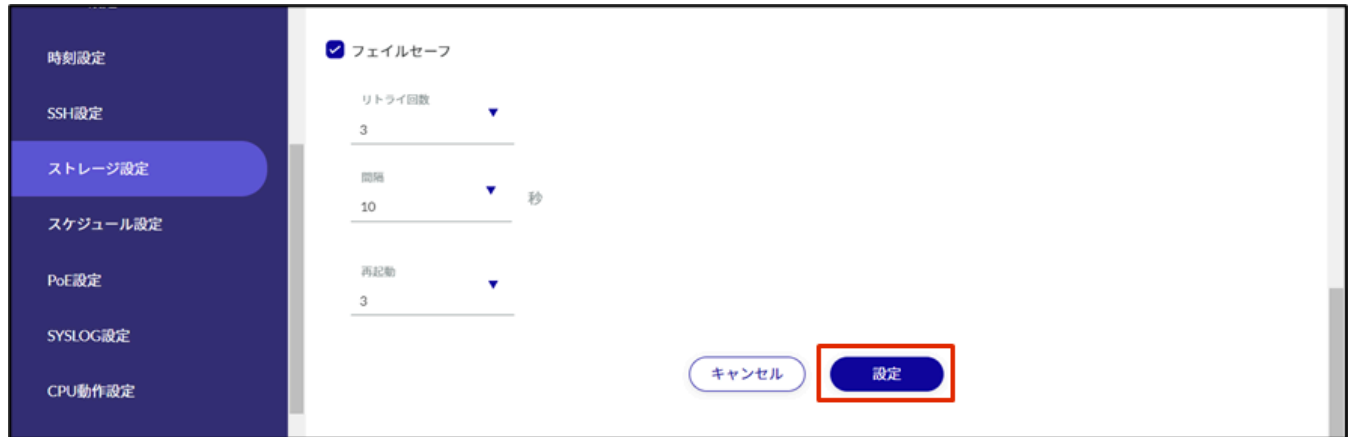 時刻設定
SSH設定
ストレージ設定
スケジュール設定
PoE設定
SYSLOG設定
CPU動作設定
フェイルセーフ
リトライ回数
3
間隔
10
秒
再起動
3
キャンセル
設定